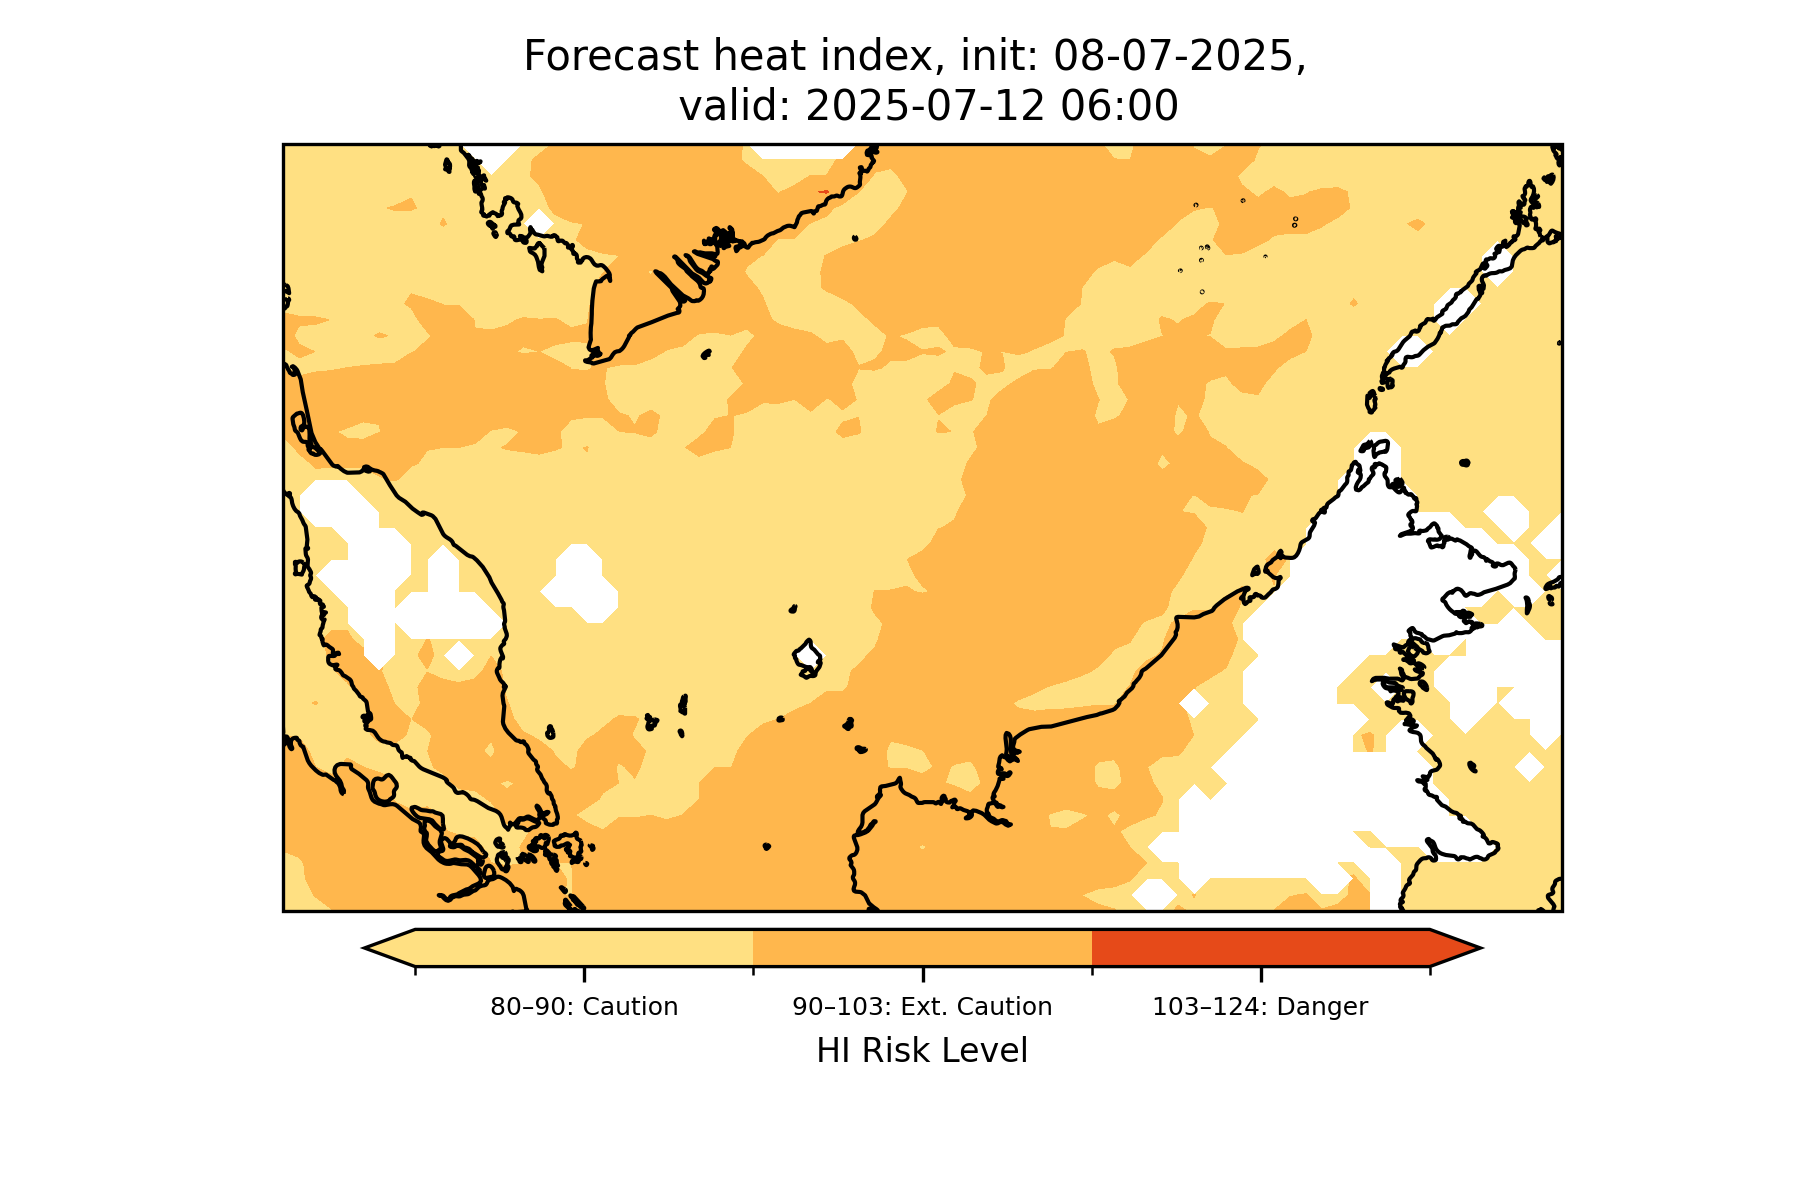 Forecast heat index, init: 08-07-2025,
valid: 2025-07-12 06:00
80–90: Caution
90–103: Ext. Caution
103–124: Danger
HI Risk Level